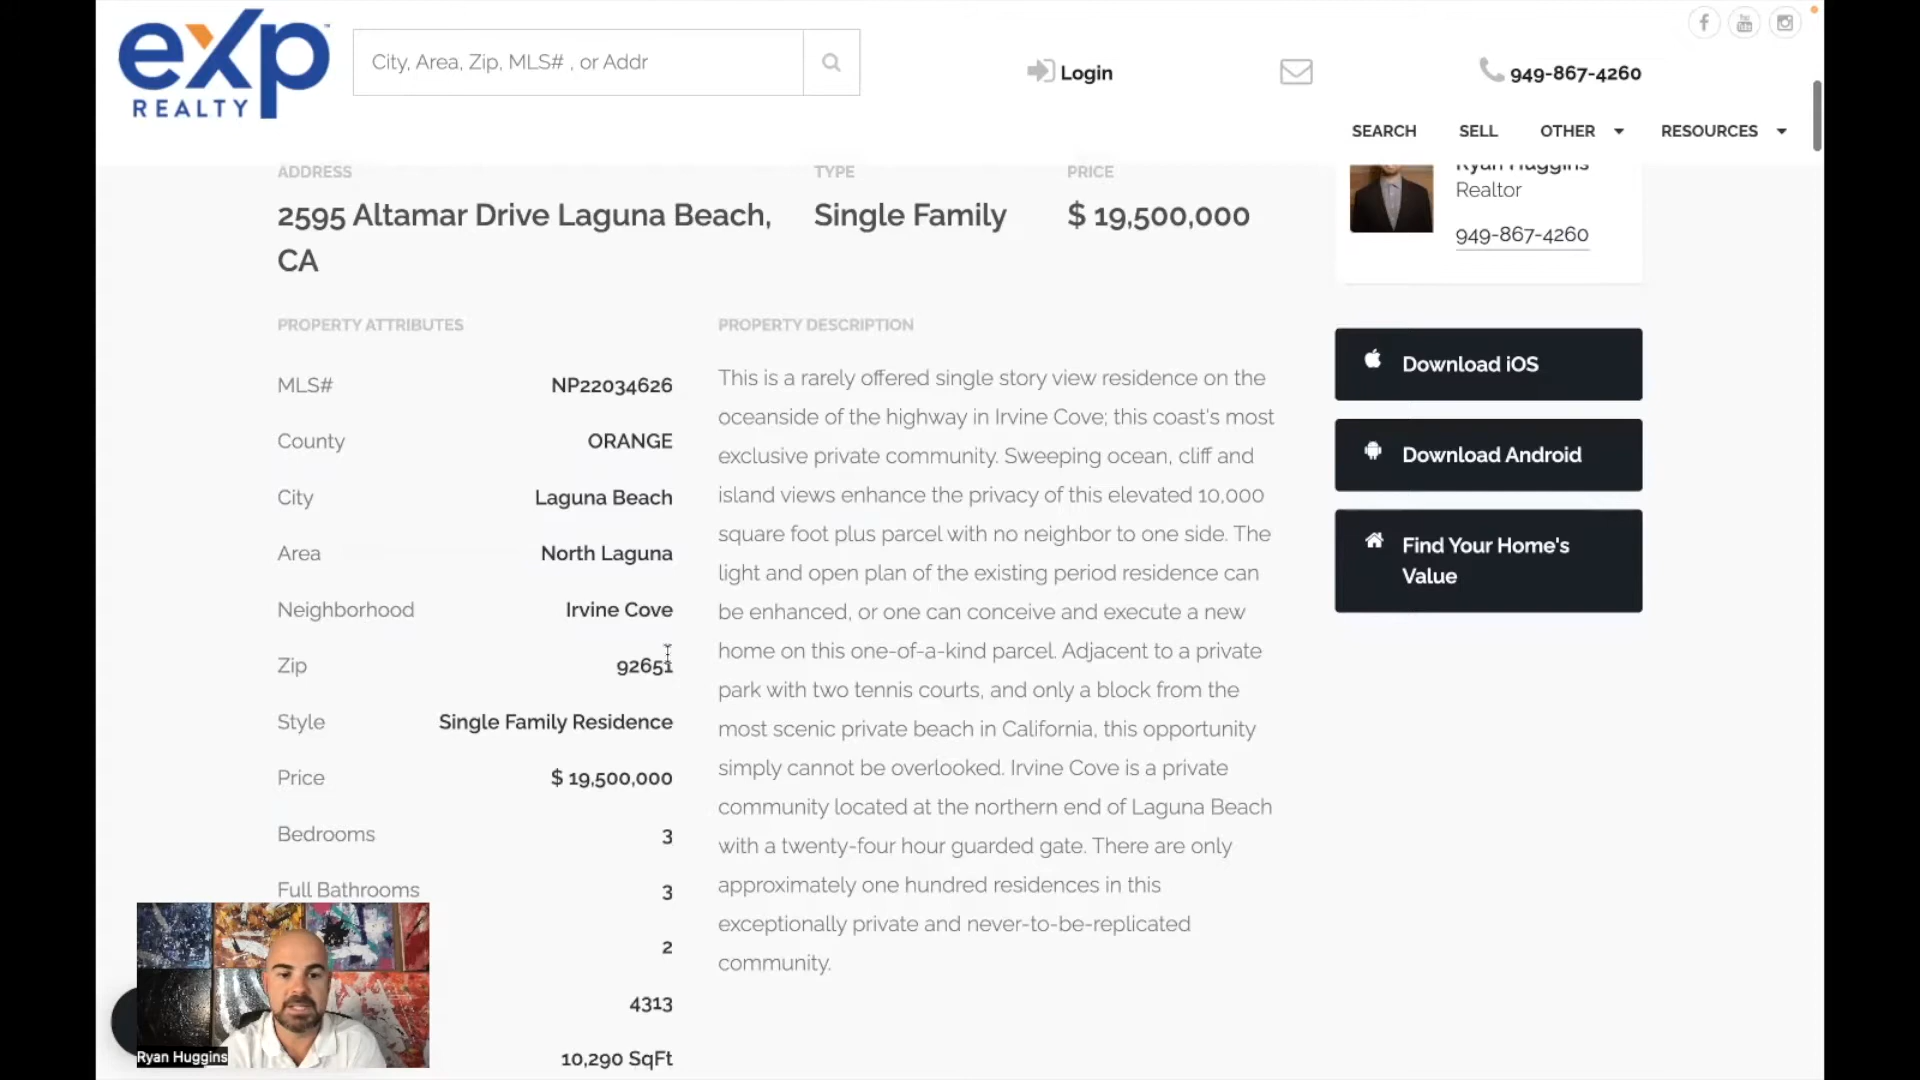 eXp
REALTY
City, Area, Zip, MLS# , or Addr
Login
949-867-4260
SEARCH
SELL
OTHER
RESOURCES
ADDRESS
2595 Altamar Drive Laguna Beach,
CA
TYPE
Single Family
PRICE
$ 19,500,000
Ryan Huggins
Realtor
949-867-4260
Download iOS
Download Android
Find Your Home's
Value
PROPERTY ATTRIBUTES
MLS# NP22034626
County ORANGE
City Laguna Beach
Area North Laguna
Neighborhood Irvine Cove
Zip 92651
Style Single Family Residence
Price $ 19,500,000
Bedrooms 3
Full Bathrooms 3
2
4313
10,290 SqFt
PROPERTY DESCRIPTION
This is a rarely offered single story view residence on the
oceanside of the highway in Irvine Cove; this coast's most
exclusive private community. Sweeping ocean, cliff and
island views enhance the privacy of this elevated 10,000
square foot plus parcel with no neighbor to one side. The
light and open plan of the existing period residence can
be enhanced, or one can conceive and execute a new
home on this one-of-a-kind parcel. Adjacent to a private
park with two tennis courts, and only a block from the
most scenic private beach in California, this opportunity
simply cannot be overlooked. Irvine Cove is a private
community located at the northern end of Laguna Beach
with a twenty-four hour guarded gate. There are only
approximately one hundred residences in this
exceptionally private and never-to-be-replicated
community.
Ryan Huggins